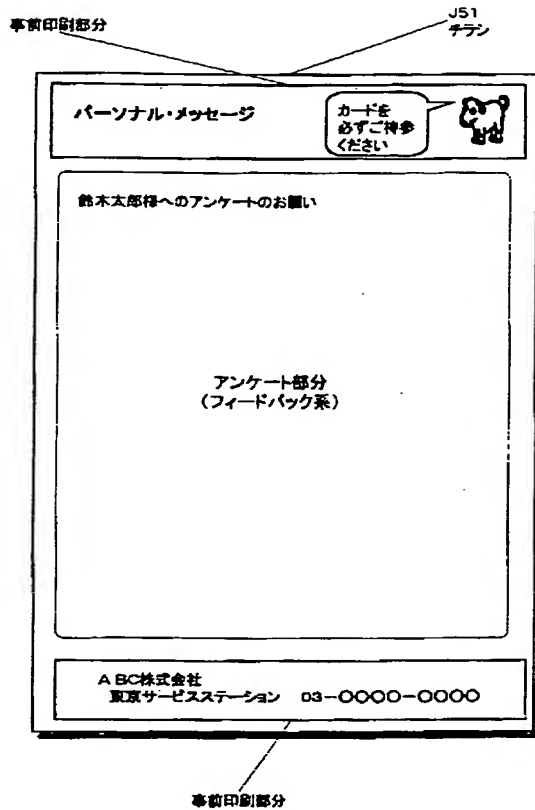 J51
チラシ
事前印刷部分
パーソナル・メッセージ
カードを
必ずご持参
ください
鈴木太郎様へのアンケートのお願い
アンケート部分
(フィードバック系)
ABC株式会社
東京サービスステーション 03-〇〇〇〇-〇〇〇〇
事前印刷部分